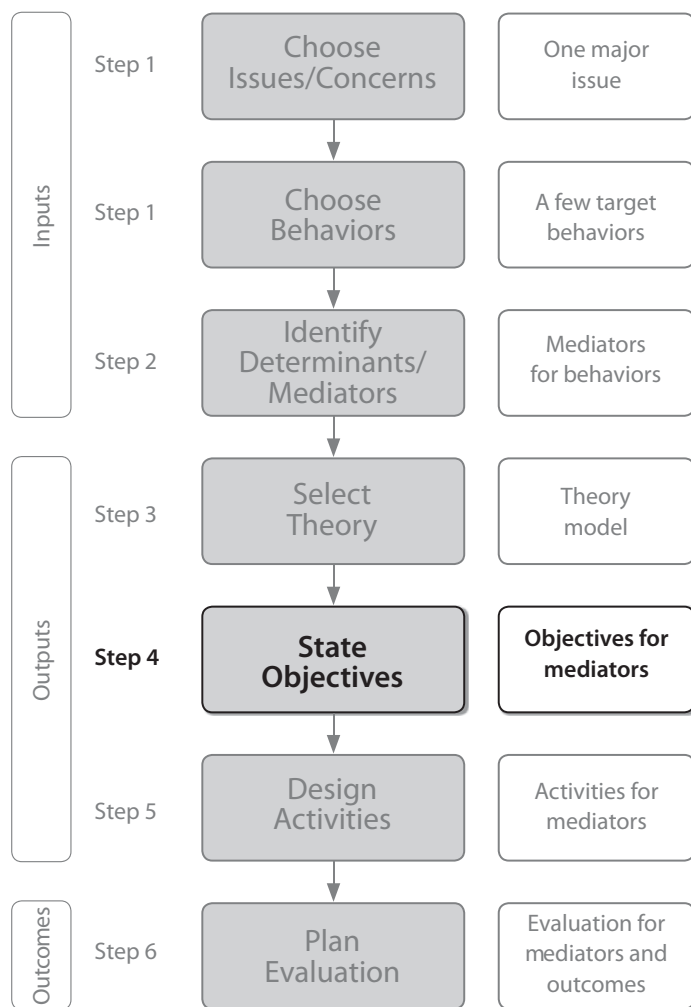 Inputs
Step 1
Choose
Issues/Concerns
One major
issue
Step 1
Choose
Behaviors
A few target
behaviors
Step 2
Identify
Determinants/
Mediators
Mediators
for behaviors
Outputs
Step 3
Select
Theory
Theory
model
Step 4
State
Objectives
Objectives for
mediators
Step 5
Design
Activities
Activities for
mediators
Outcomes
Step 6
Plan
Evaluation
Evaluation for
mediators and
outcomes